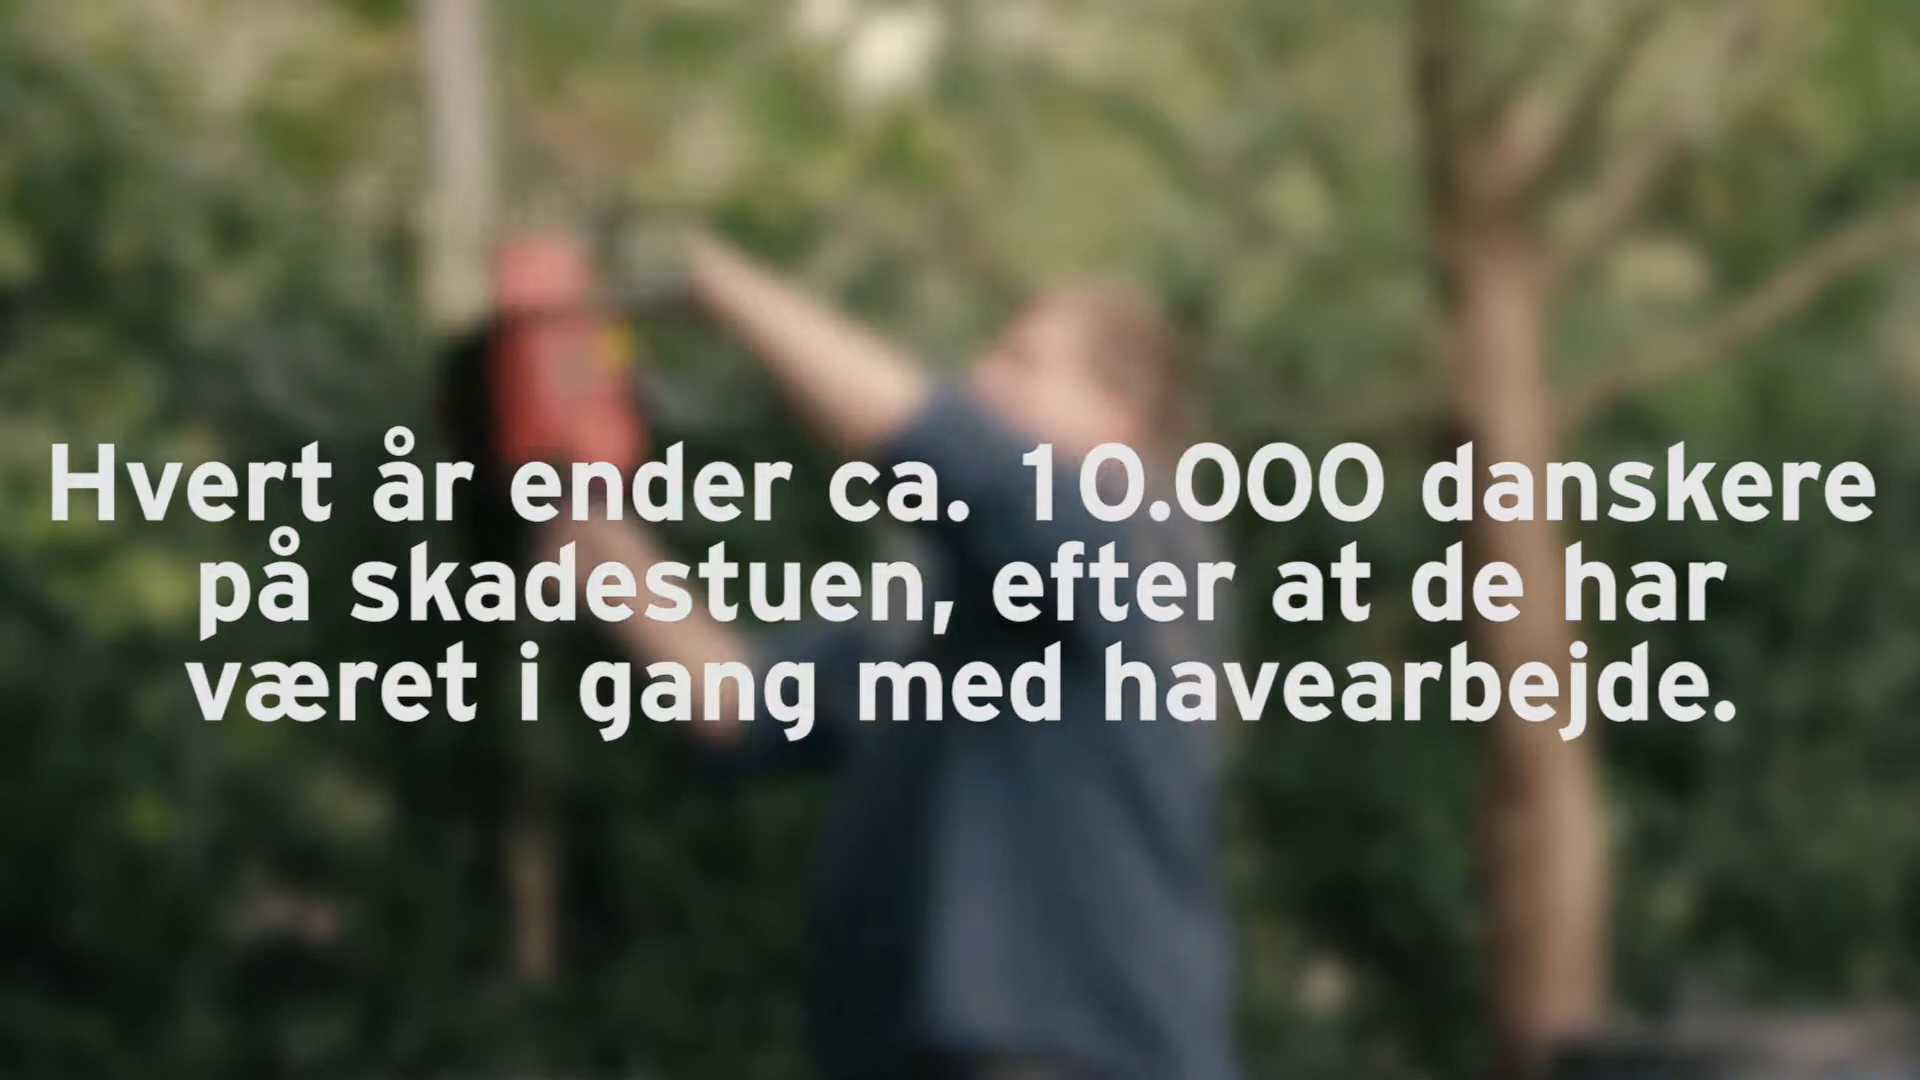 Hvert år ender ca. 10.000 danskere
på skadestuen, efter at de har
været i gang med havearbejde.